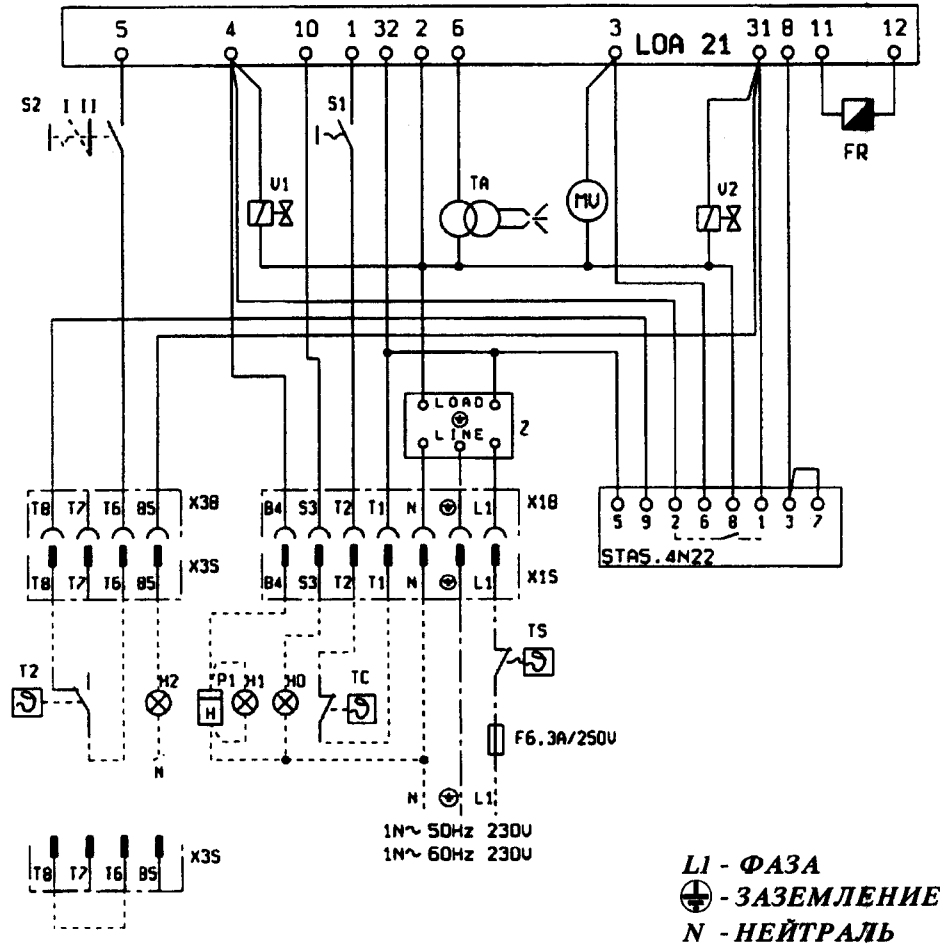 5 4 10 1 32 2 6 3 LOA 21 31 8 11 12
S2 I II S1
FR
V1 TA MV V2
LOAD
LINE Z
T8 T7 T6 B5 X3B B4 S3 T2 T1 N L1 X1B
5 9 2 6 8 1 3 7
STA5.4N22
T8 T7 T6 B5 X3S B4 S3 T2 T1 N L1 X1S
TS
T2 H2 P1 H1 H0 TC
H
F6.3A/250V
N
N L1
1N~ 50Hz 230V
1N~ 60Hz 230V
T8 T7 T6 B5 X3S
L1 - ФАЗА
- ЗАЗЕМЛЕНИЕ
N - НЕЙТРАЛЬ